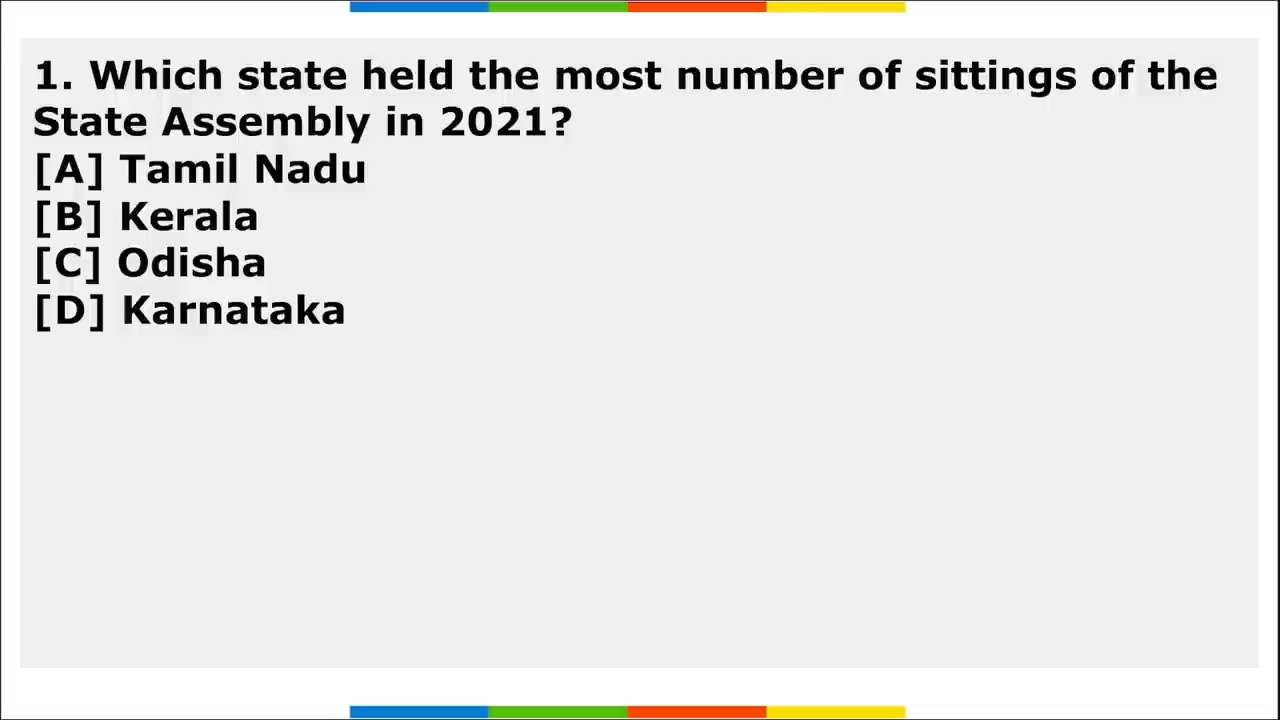 1. Which state held the most number of sittings of the
State Assembly in 2021?
[A] Tamil Nadu
[B] Kerala
[C] Odisha
[D] Karnataka